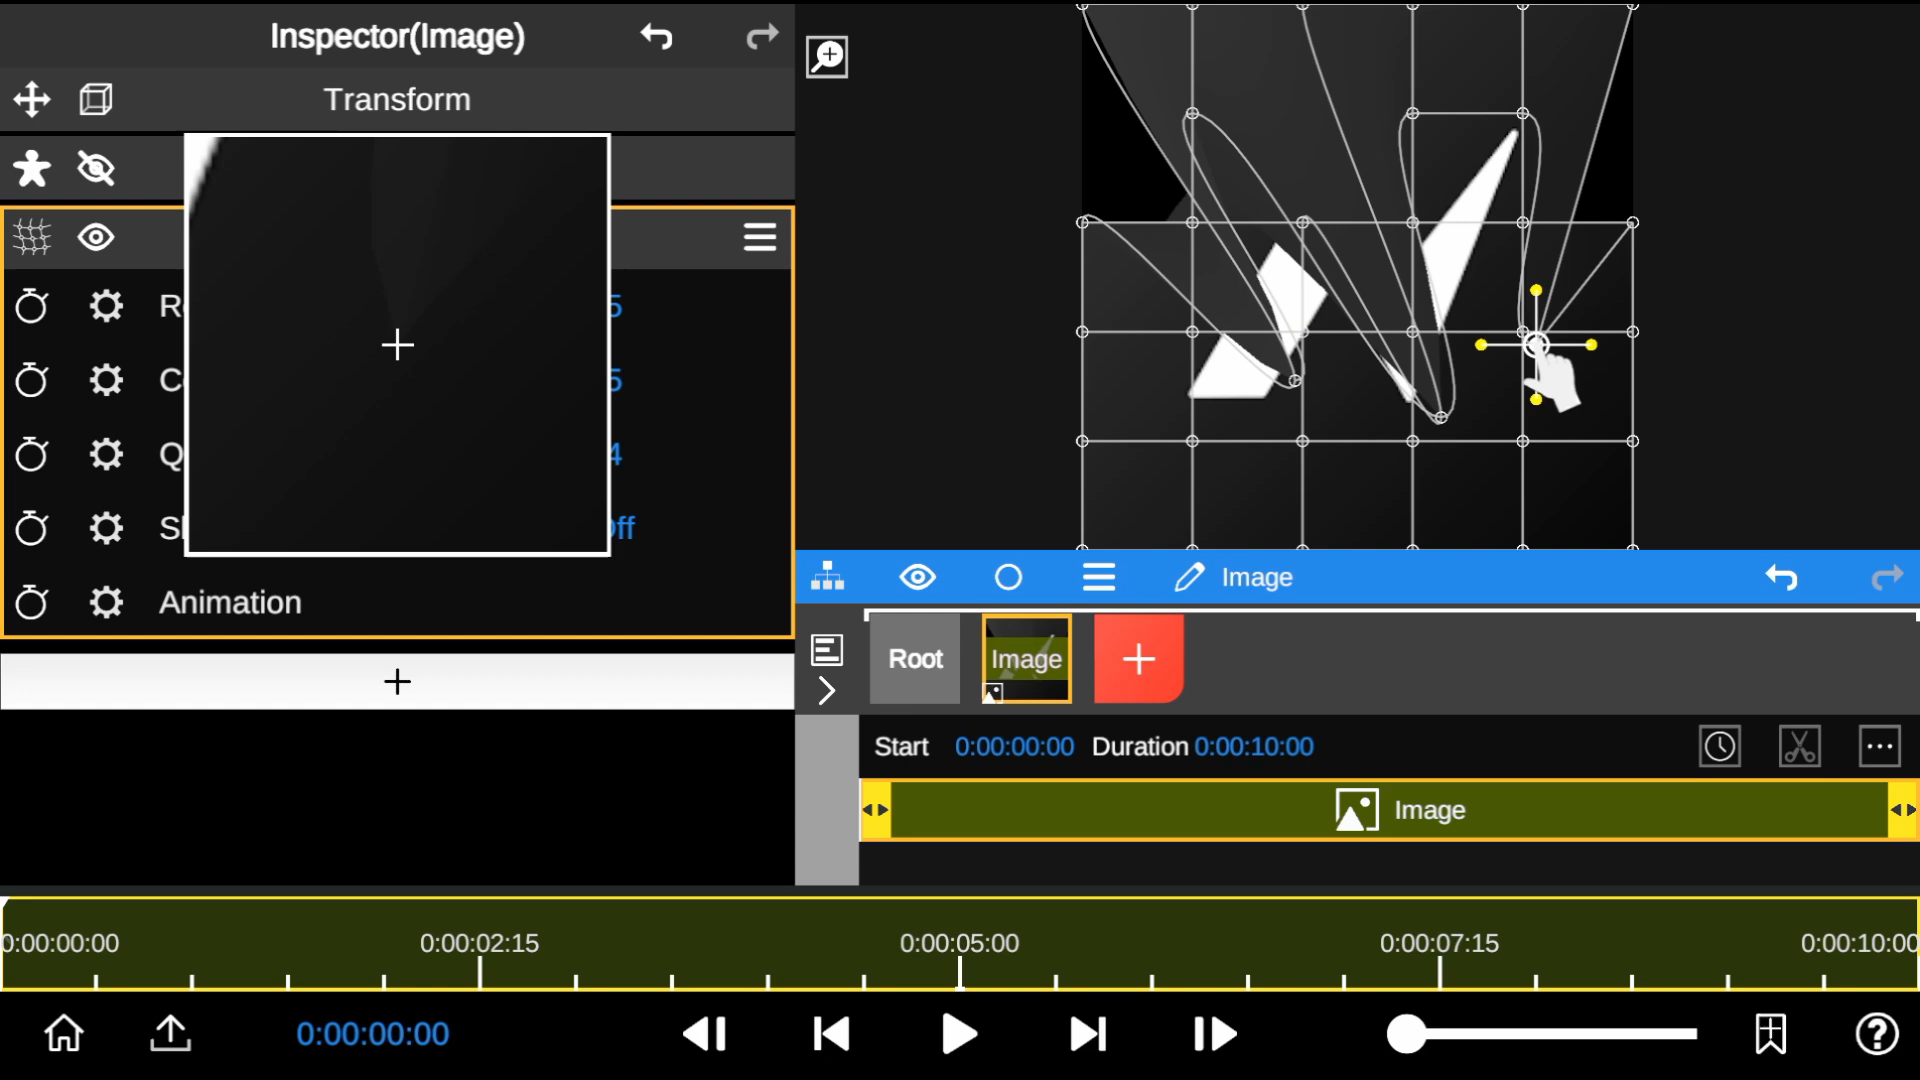 Inspector(Image)
Transform
R 5
C 5
Q 4
Sl ff
Animation
Image
Root
Image
Start 0:00:00:00 Duration 0:00:10:00
Image
0:00:00:00 0:00:02:15 0:00:05:00 0:00:07:15 0:00:10:00
0:00:00:00